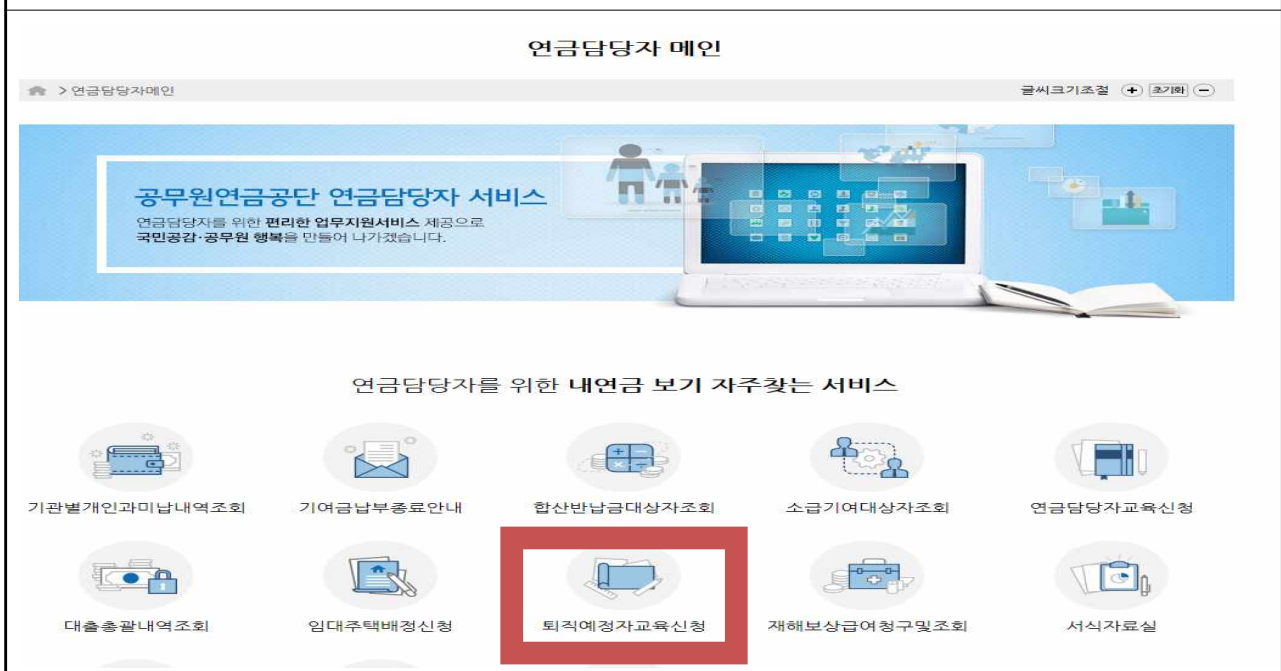 연금담당자 메인
> 연금담당자메인
글씨크기조절 + 초기화 −
공무원연금공단 연금담당자 서비스
연금담당자를 위한 편리한 업무지원서비스 제공으로
국민공감·공무원 행복을 만들어 나가겠습니다.
연금담당자를 위한 내연금 보기 자주찾는 서비스
기관별개인과미납내역조회
기여금납부종료안내
합산반납금대상자조회
소급기여대상자조회
연금담당자교육신청
대출총괄내역조회
임대주택배정신청
퇴직예정자교육신청
재해보상급여청구및조회
서식자료실